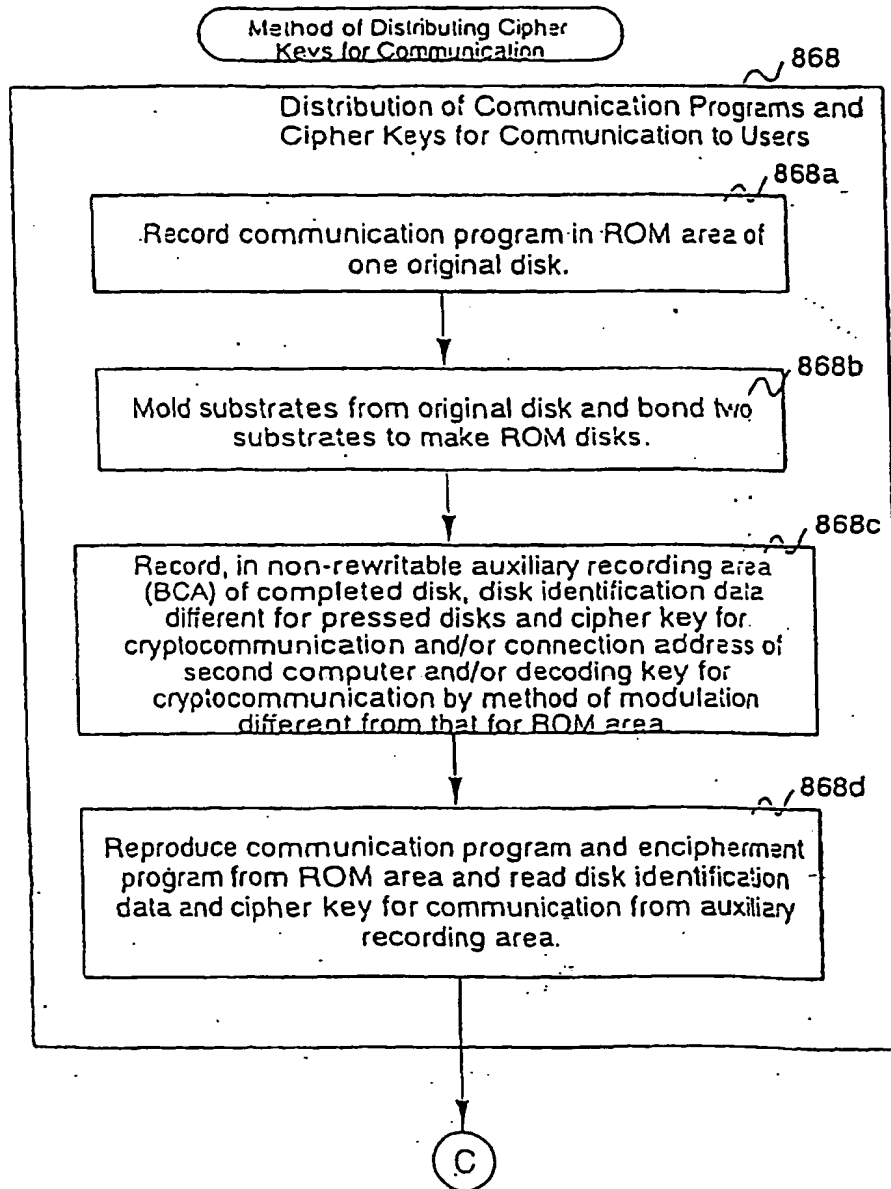 Method of Distributing Cipher
Keys for Communication
868
Distribution of Communication Programs and
Cipher Keys for Communication to Users
868a
Record communication program in ROM area of
one original disk.
868b
Mold substrates from original disk and bond two
substrates to make ROM disks.
868c
Record, in non-rewritable auxiliary recording area
(BCA) of completed disk, disk identification data
different for pressed disks and cipher key for
cryptocommunication and/or connection address of
second computer and/or decoding key for
cryptocommunication by method of modulation
different from that for ROM area
868d
Reproduce communication program and encipherment
program from ROM area and read disk identification
data and cipher key for communication from auxiliary
recording area.
C